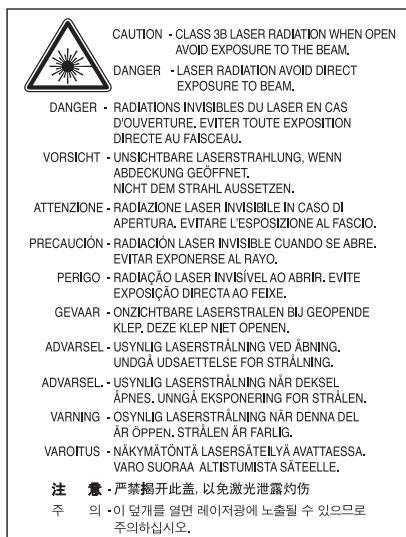 CAUTION - CLASS 3B LASER RADIATION WHEN OPEN
AVOID EXPOSURE TO THE BEAM.
DANGER - LASER RADIATION AVOID DIRECT
EXPOSURE TO BEAM.
DANGER - RADIATIONS INVISIBLES DU LASER EN CAS
D'OUVERTURE. EVITER TOUTE EXPOSITION
DIRECTE AU FAISCEAU.
VORSICHT - UNSICHTBARE LASERSTRAHLUNG, WENN
ABDECKUNG GEÖFFNET.
NICHT DEM STRAHL AUSSETZEN.
ATTENZIONE - RADIAZIONE LASER INVISIBILE IN CASO DI
APERTURA. EVITARE L'ESPOSIZIONE AL FASCIO.
PRECAUCIÓN - RADIACIÓN LASER INVISIBLE CUANDO SE ABRE.
EVITAR EXPONERSE AL RAYO.
PERIGO - RADIAÇÃO LASER INVISÍVEL AO ABRIR. EVITE
EXPOSIÇÃO DIRECTA AO FEIXE.
GEVAAR - ONZICHTBARE LASERSTRALEN BIJ GEOPENDE
KLEP. DEZE KLEP NIET OPENEN.
ADVARSEL - USYNLIG LASERSTRÅLNING VED ÅBNING.
UNDGÅ UDSAETTELSE FOR STRÅLNING.
ADVARSEL. - USYNLIG LASERSTRÅLNING NÅR DEKSEL
ÅPNES. UNNGÅ EKSPONERING FOR STRÅLEN.
VARNING - OSYNLIG LASERSTRÅLNING NÄR DENNA DEL
ÄR ÖPPEN. STRÅLEN ÄR FARLIG.
VAROITUS - NÄKYMÄTÖNTÄ LASERSÄTEILYÄ AVATTAESSA.
VARO SUORAA ALTISTUMISTA SÄTEELLE.
注 意 - 严禁揭开此盖, 以免激光泄露灼伤
주 의 - 이 덮개를 열면 레이저광에 노출될 수 있으므로
주의하십시오.